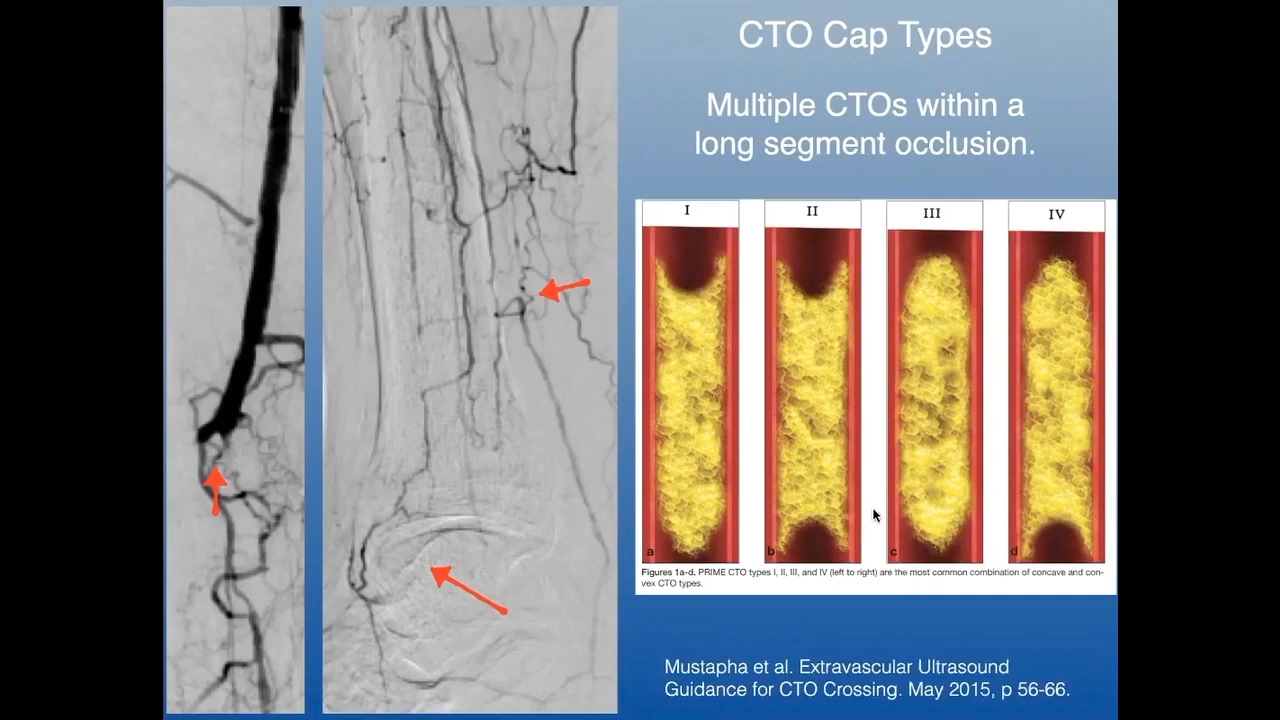 CTO Cap Types
Multiple CTOs within a
long segment occlusion.
I
II
III
IV
a
b
c
d
Figures 1a-d. PRIME CTO types I, II, III, and IV (left to right) are the most common combination of concave and con-
vex CTO types.
Mustapha et al. Extravascular Ultrasound
Guidance for CTO Crossing. May 2015, p 56-66.